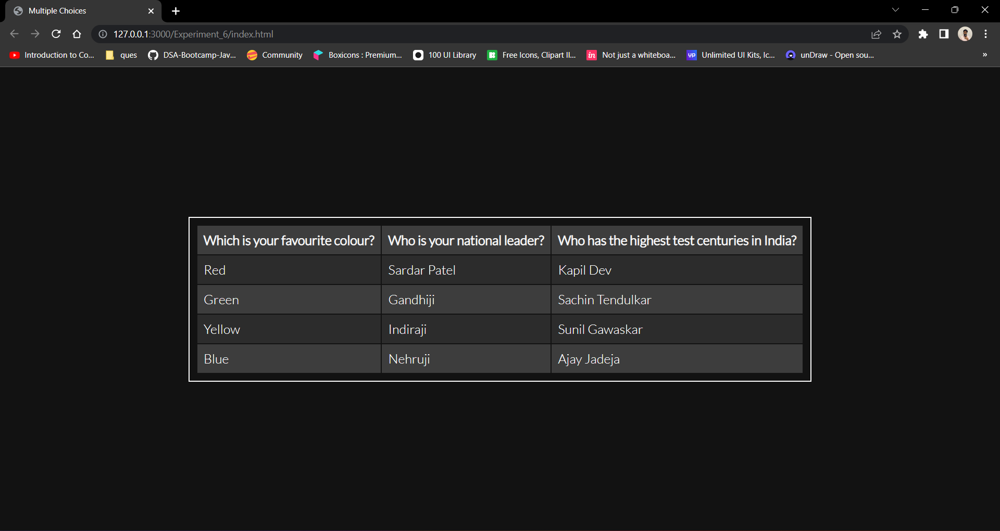 Multiple Choices
127.0.0.1:3000/Experiment_6/index.html
Introduction to Co... ques DSA-Bootcamp-Jav... Community Boxicons : Premium... 100 UI Library Free Icons, Clipart Il... in Not just a whiteboa... UP Unlimited UI Kits, Ic... unDraw - Open sou... »
Which is your favourite colour? Who is your national leader? Who has the highest test centuries in India?
Red Sardar Patel Kapil Dev
Green Gandhiji Sachin Tendulkar
Yellow Indiraji Sunil Gawaskar
Blue Nehruji Ajay Jadeja